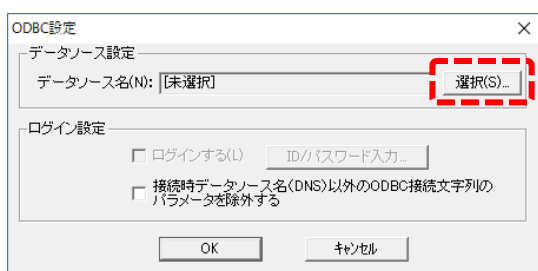 ODBC設定
データソース設定
データソース名(N): [未選択] 選択(S)...
ログイン設定
ログインする(L) ID/パスワード入力...
接続時データソース名(DNS)以外のODBC接続文字列の
パラメータを除外する
OK キャンセル